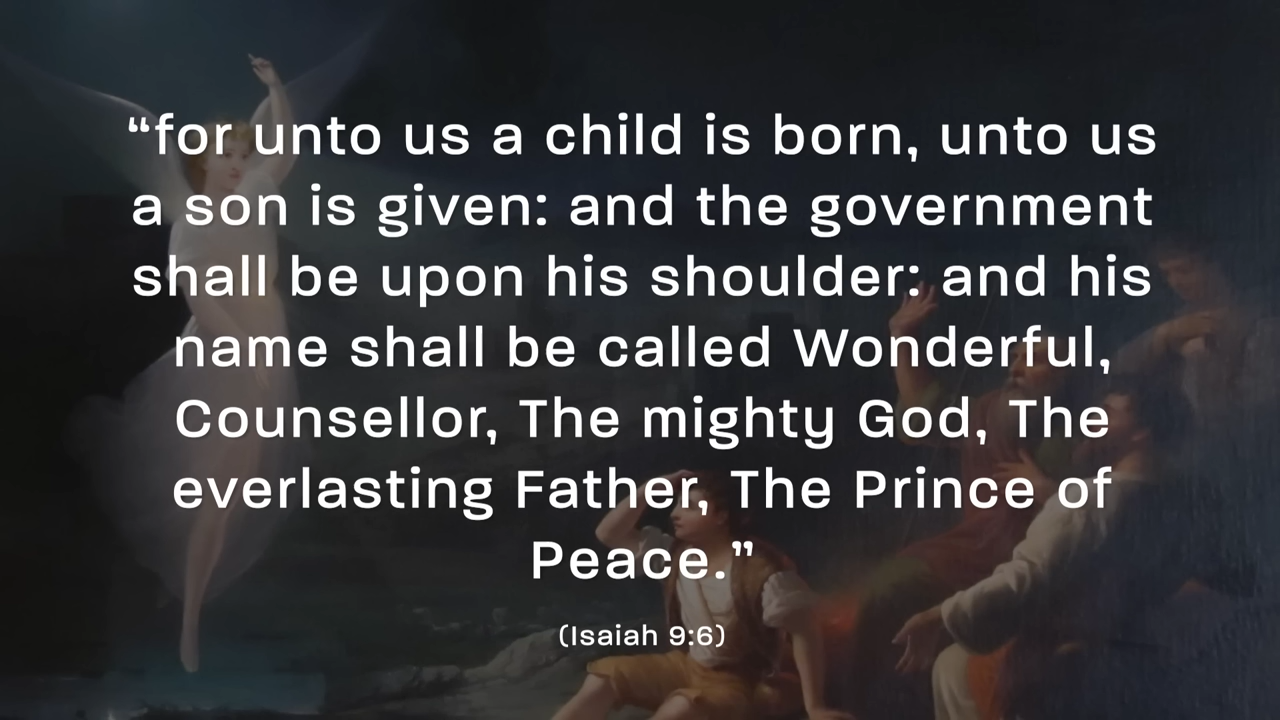 “for unto us a child is born, unto us
a son is given: and the government
shall be upon his shoulder: and his
name shall be called Wonderful,
Counsellor, The mighty God, The
everlasting Father, The Prince of
Peace.”
(Isaiah 9:6)